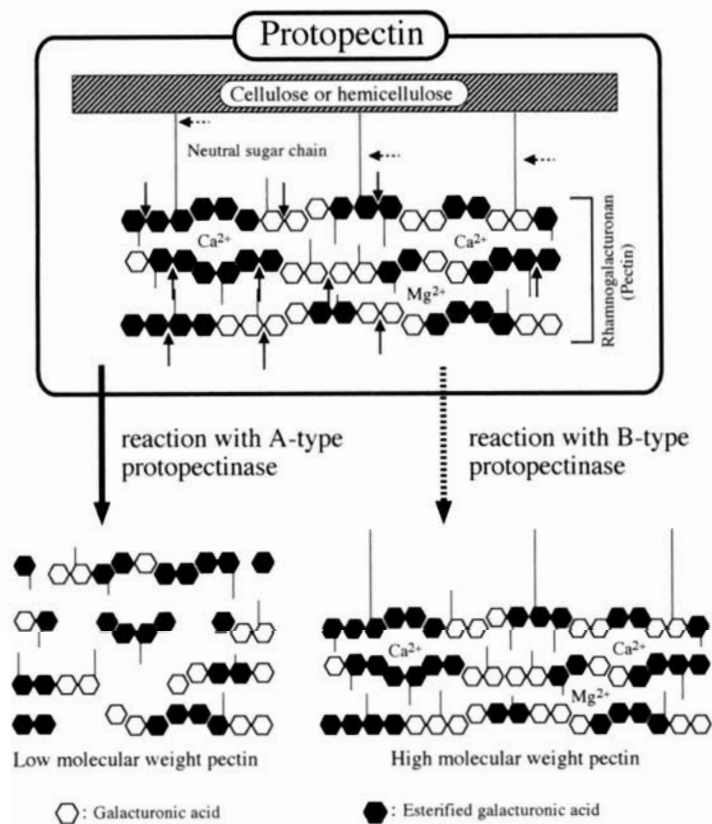 Protopectin
Cellulose or hemicellulose
Neutral sugar chain
Ca²⁺
Ca²⁺
Mg²⁺
Rhamnogalacturonan
(Pectin)
reaction with A-type
protopectinase
reaction with B-type
protopectinase
Ca²⁺
Ca²⁺
Mg²⁺
Low molecular weight pectin
High molecular weight pectin
: Galacturonic acid
: Esterified galacturonic acid